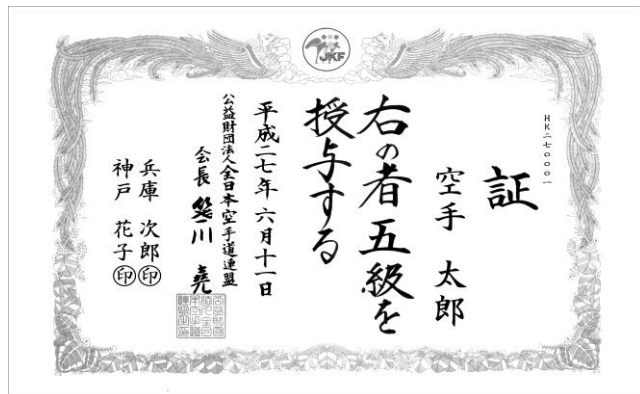 JKF
HK二七〇〇〇一
証
空手 太郎
右の者五級を
授与する
平成二七年 六月十一日
公益財団法人全日本空手道連盟
会長 笹川 堯
兵庫 次郎 印
神戸 花子 印